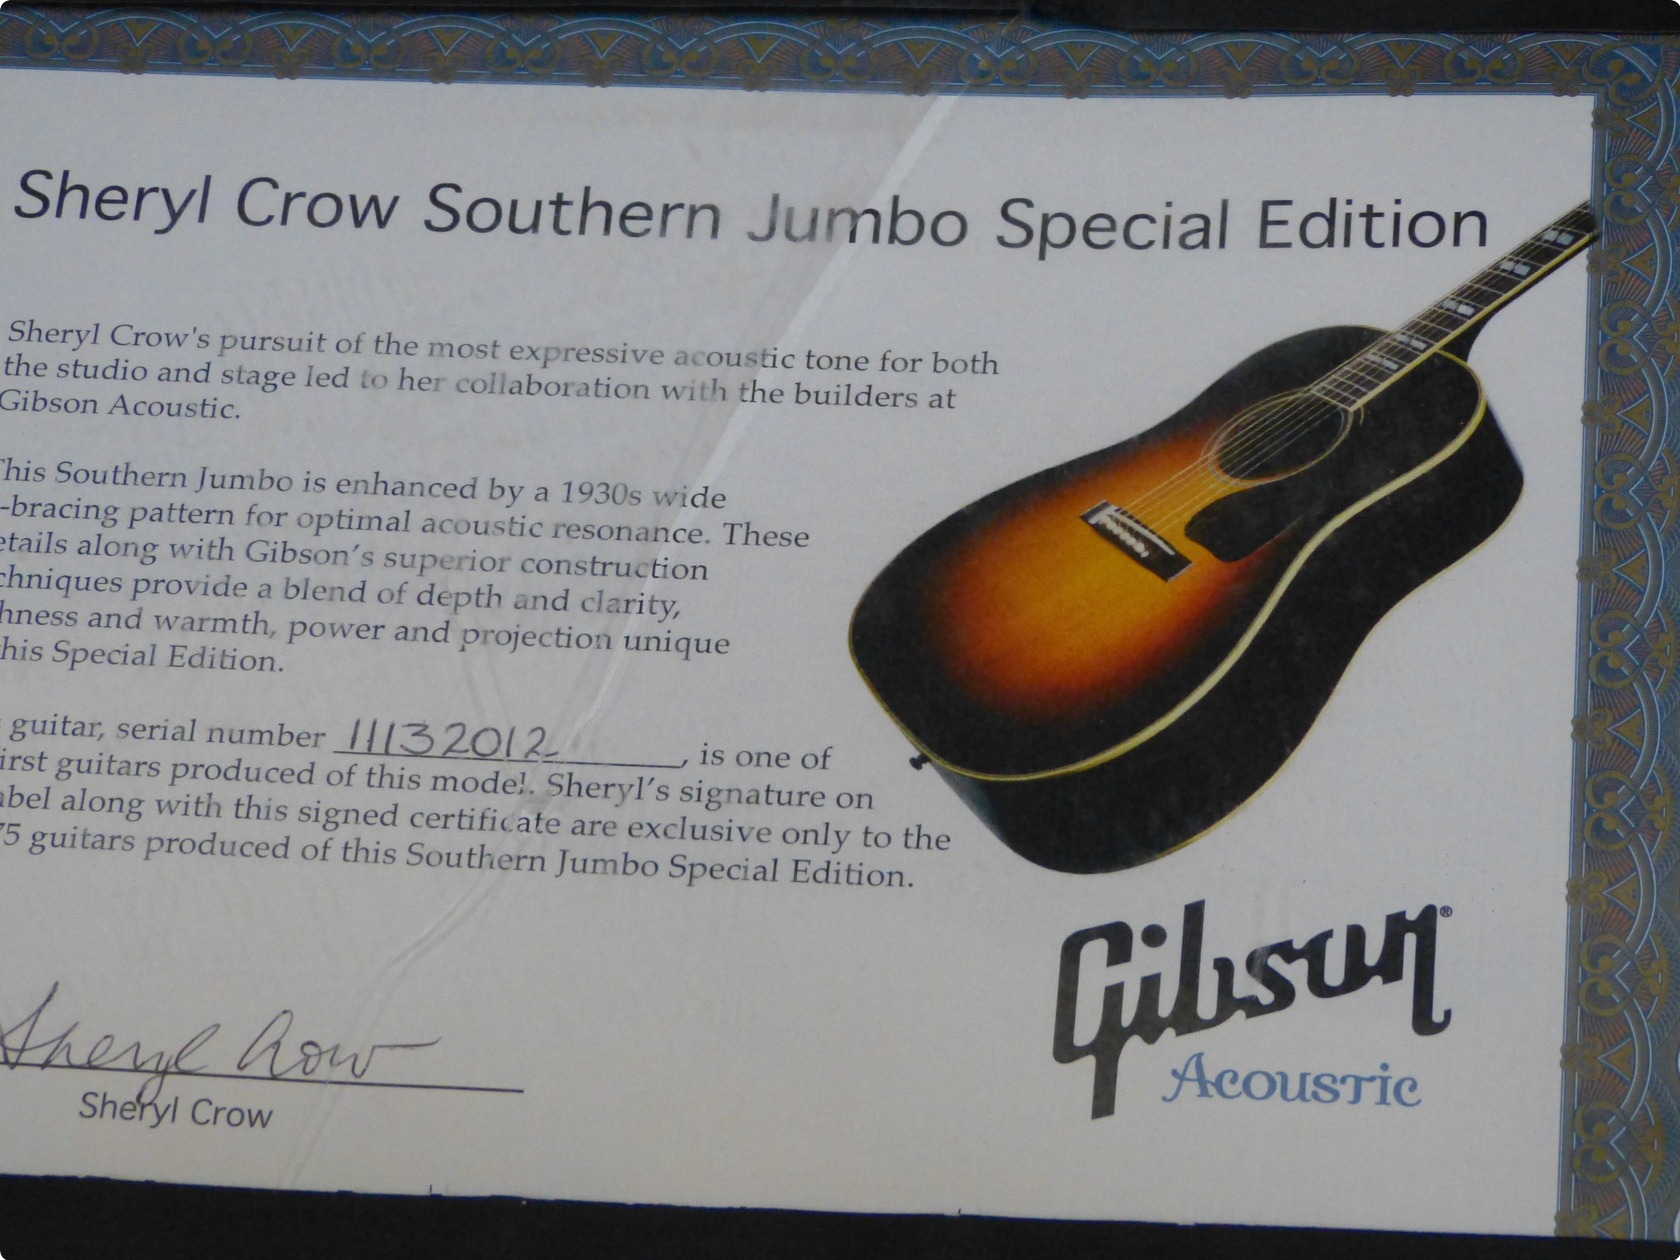 Sheryl Crow Southern Jumbo Special Edition
Sheryl Crow's pursuit of the most expressive acoustic tone for both
the studio and stage led to her collaboration with the builders at
Gibson Acoustic.
his Southern Jumbo is enhanced by a 1930s wide
-bracing pattern for optimal acoustic resonance. These
etails along with Gibson's superior construction
chniques provide a blend of depth and clarity,
hness and warmth, power and projection unique
his Special Edition.
guitar, serial number 11132012, is one of
irst guitars produced of this model. Sheryl's signature on
abel along with this signed certificate are exclusive only to the
75 guitars produced of this Southern Jumbo Special Edition.
Sheryl Crow
Sheryl Crow
Gibson®
Acoustic